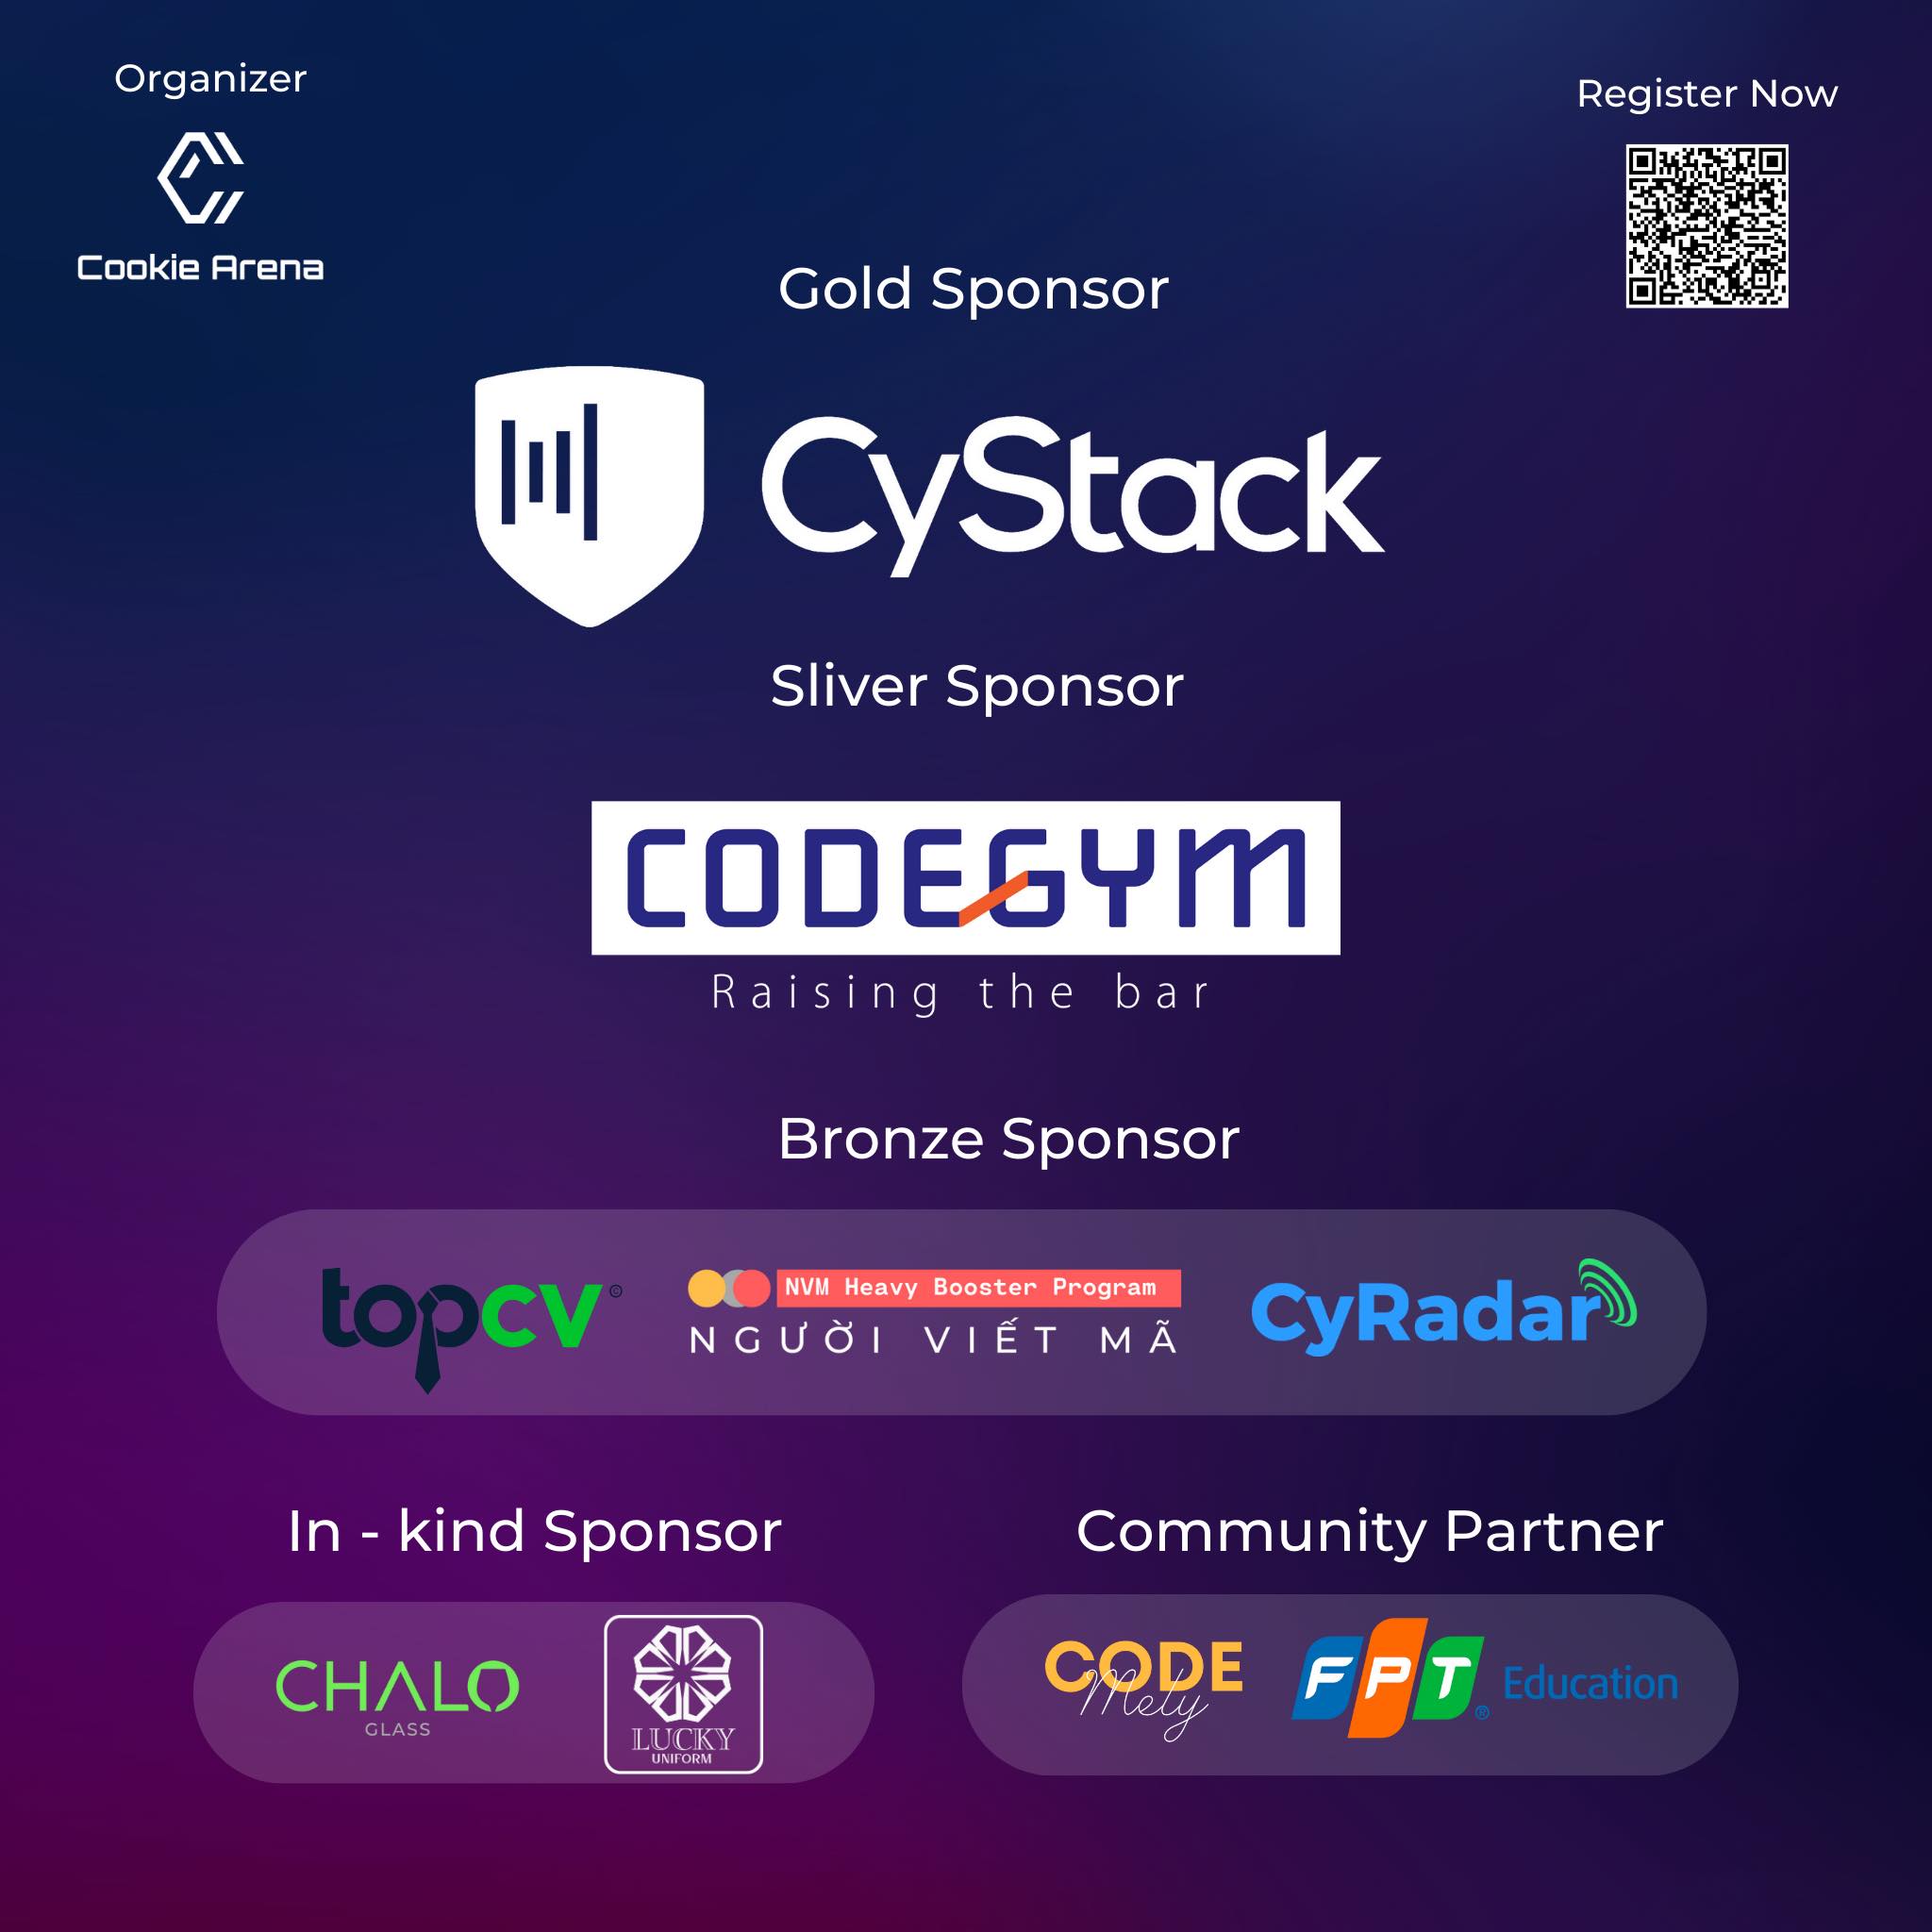 Organizer
Cookie Arena
Register Now
Gold Sponsor
CyStack
Sliver Sponsor
CODEGYM
Raising the bar
Bronze Sponsor
topcv ©
NVM Heavy Booster Program
NGƯỜI VIẾT MÃ
CyRadar
In - kind Sponsor
CHALO
GLASS
LUCKY
UNIFORM
Community Partner
CODE
Mely
FPT® Education